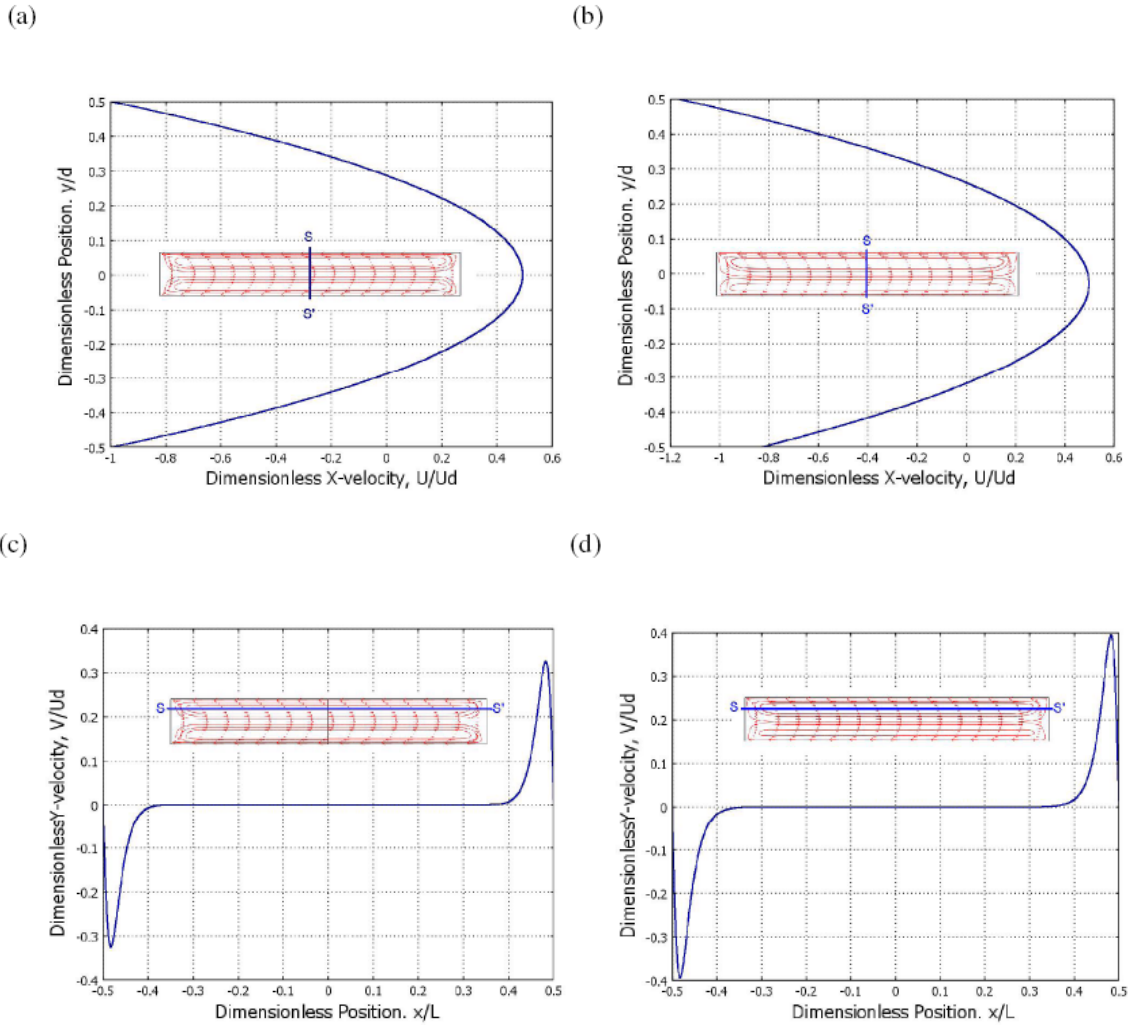 (a)
(b)
0.5
0.4
0.3
0.2
0.1
0
-0.1
-0.2
-0.3
-0.4
-0.5
Dimensionless Position. y/d
S
S'
-1 -0.8 -0.6 -0.4 -0.2 0 0.2 0.4 0.6
Dimensionless X-velocity, U/Ud
0.5
0.4
0.3
0.2
0.1
0
-0.1
-0.2
-0.3
-0.4
-0.5
Dimensionless Position. y/d
S
S'
-1.2 -1 -0.8 -0.6 -0.4 -0.2 0 0.2 0.4 0.6
Dimensionless X-velocity, U/Ud
(c)
(d)
0.4
0.3
0.2
0.1
0
-0.1
-0.2
-0.3
-0.4
DimensionlessY-velocity, V/Ud
S S'
-0.5 -0.4 -0.3 -0.2 -0.1 0 0.1 0.2 0.3 0.4 0.5
Dimensionless Position. x/L
0.4
0.3
0.2
0.1
0
-0.1
-0.2
-0.3
-0.4
DimensionlessY-velocity, V/Ud
S S'
-0.5 -0.4 -0.3 -0.2 -0.1 0 0.1 0.2 0.3 0.4 0.5
Dimensionless Position. x/L